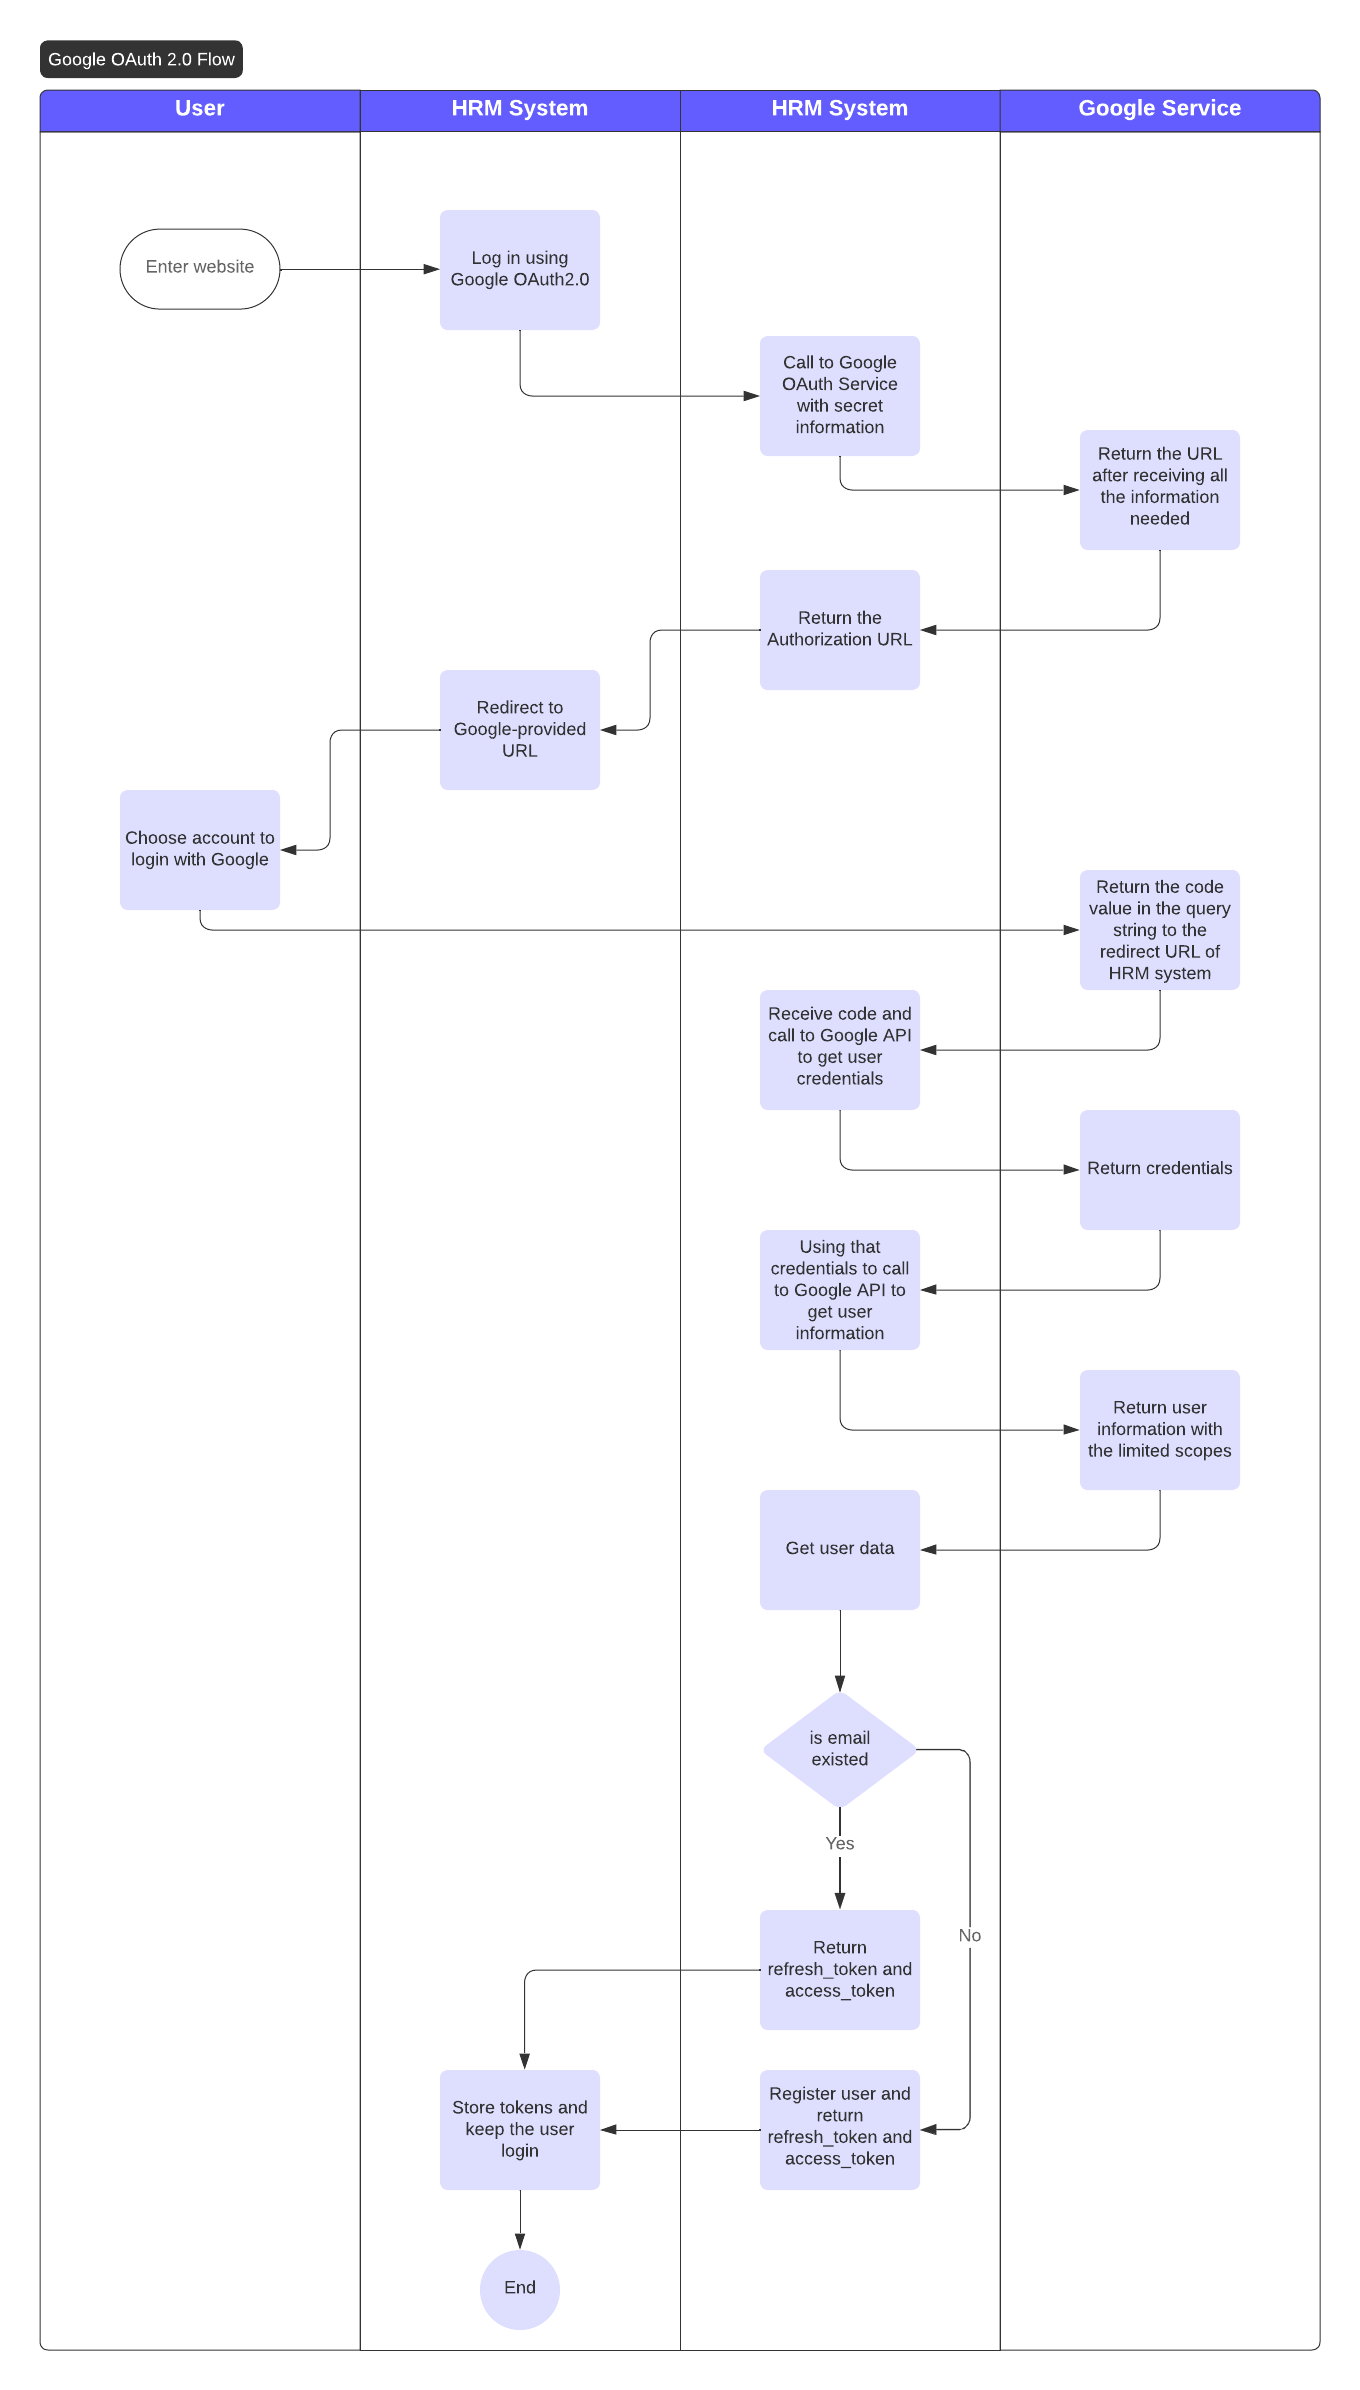 Google OAuth 2.0 Flow
User
HRM System
HRM System
Google Service
Enter website
Log in using
Google OAuth2.0
Call to Google
OAuth Service
with secret
information
Return the URL
after receiving all
the information
needed
Return the
Authorization URL
Redirect to
Google-provided
URL
Choose account to
login with Google
Return the code
value in the query
string to the
redirect URL of
HRM system
Receive code and
call to Google API
to get user
credentials
Return credentials
Using that
credentials to call
to Google API to
get user
information
Return user
information with
the limited scopes
Get user data
is email
existed
Yes
No
Return
refresh_token and
access_token
Register user and
return
refresh_token and
access_token
Store tokens and
keep the user
login
End